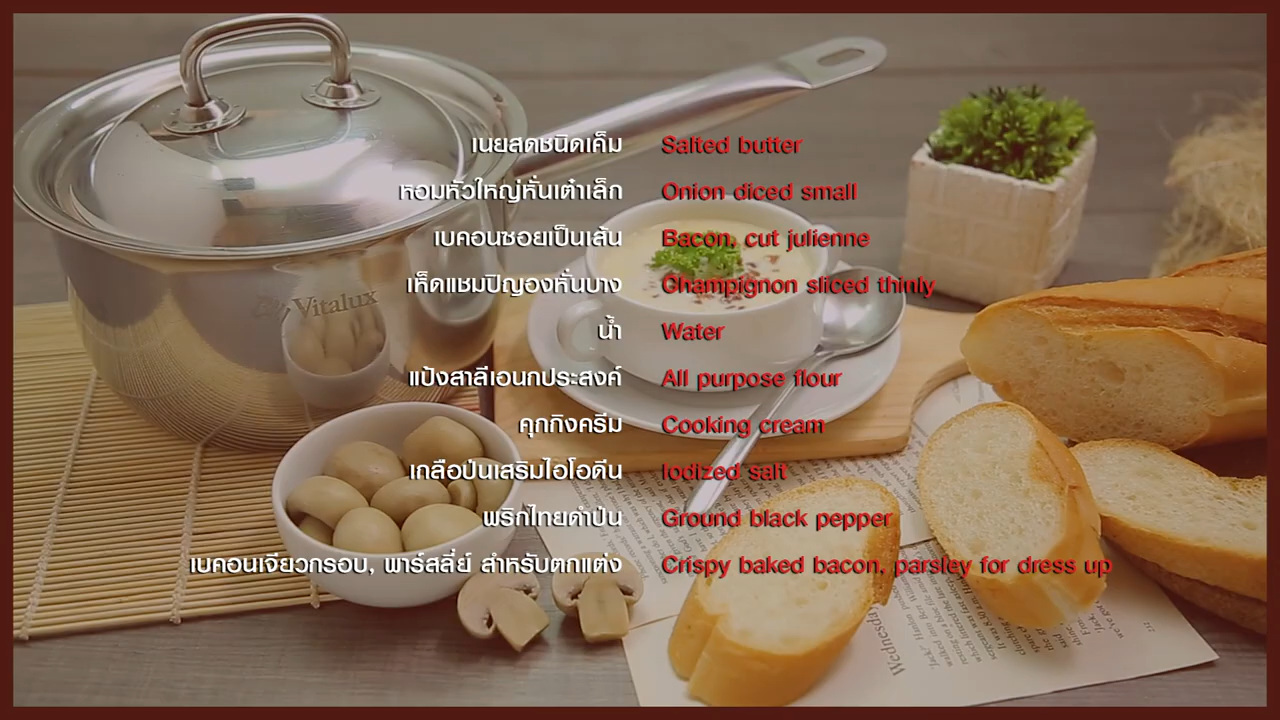 เนยสดชนิดเค็ม Salted butter
หอมหัวใหญ่หั่นเต๋าเล็ก Onion diced small
เบคอนซอยเป็นเส้น Bacon, cut julienne
เห็ดแชมปิญองหั่นบาง Champignon sliced thinly
น้ำ Water
แป้งสาลีเอนกประสงค์ All purpose flour
คุกกิงครีม Cooking cream
เกลือป่นเสริมไอโอดีน Iodized salt
พริกไทยดำป่น Ground black pepper
เบคอนเจียวกรอบ, พาร์สลี่ย์ สำหรับตกแต่ง Crispy baked bacon, parsley for dress up
Vitalux
Wednesday